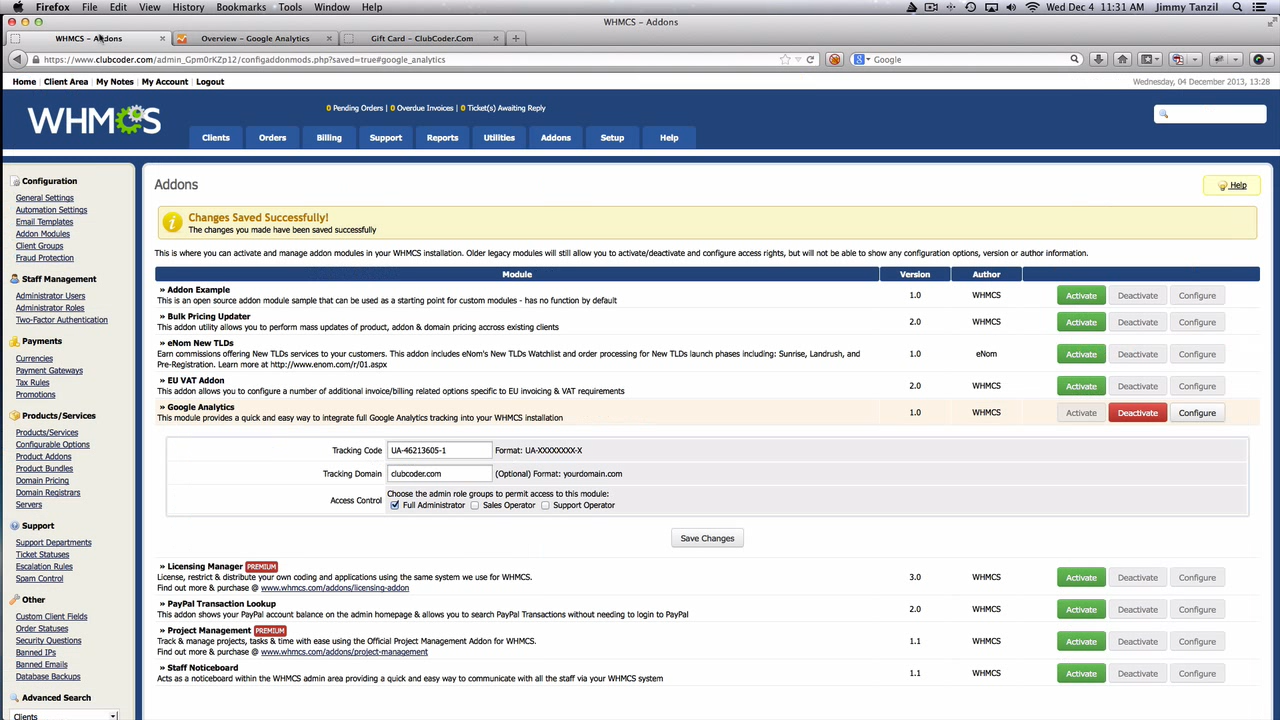 Firefox File Edit View History Bookmarks Tools Window Help Wed Dec 4 11:31 AM Jimmy Tanzil
WHMCS - Addons
WHMCS - Addons Overview - Google Analytics Gift Card - ClubCoder.Com
https://www.clubcoder.com/admin_Gpm0rKZp12/configaddonmods.php?saved=true#google_analytics Google
Home Client Area My Notes My Account Logout Wednesday, 04 December 2013, 13:28
WHMCS
0 Pending Orders | 0 Overdue Invoices | 0 Ticket(s) Awaiting Reply
Clients Orders Billing Support Reports Utilities Addons Setup Help
Configuration
General Settings
Automation Settings
Email Templates
Addon Modules
Client Groups
Fraud Protection
Staff Management
Administrator Users
Administrator Roles
Two-Factor Authentication
Payments
Currencies
Payment Gateways
Tax Rules
Promotions
Products/Services
Products/Services
Configurable Options
Product Addons
Product Bundles
Domain Pricing
Domain Registrars
Servers
Support
Support Departments
Ticket Statuses
Escalation Rules
Spam Control
Other
Custom Client Fields
Order Statuses
Security Questions
Banned IPs
Banned Emails
Database Backups
Advanced Search
Clients
Addons
Help
Changes Saved Successfully!
The changes you made have been saved successfully
This is where you can activate and manage addon modules in your WHMCS installation. Older legacy modules will still allow you to activate/deactivate and configure access rights, but will not be able to show any configuration options, version or author information.
Module Version Author
» Addon Example
This is an open source addon module sample that can be used as a starting point for custom modules - has no function by default
1.0 WHMCS Activate Deactivate Configure
» Bulk Pricing Updater
This addon utility allows you to perform mass updates of product, addon & domain pricing accross existing clients
2.0 WHMCS Activate Deactivate Configure
» eNom New TLDs
Earn commissions offering New TLDs services to your customers. This addon includes eNom's New TLDs Watchlist and order processing for New TLDs launch phases including: Sunrise, Landrush, and
Pre-Registration. Learn more at http://www.enom.com/r/01.aspx
1.0 eNom Activate Deactivate Configure
» EU VAT Addon
This addon allows you to configure a number of additional invoice/billing related options specific to EU invoicing & VAT requirements
2.0 WHMCS Activate Deactivate Configure
» Google Analytics
This module provides a quick and easy way to integrate full Google Analytics tracking into your WHMCS installation
1.0 WHMCS Activate Deactivate Configure
Tracking Code UA-46213605-1 Format: UA-XXXXXXXX-X
Tracking Domain clubcoder.com (Optional) Format: yourdomain.com
Access Control Choose the admin role groups to permit access to this module:
Full Administrator Sales Operator Support Operator
Save Changes
» Licensing Manager PREMIUM
License, restrict & distribute your own coding and applications using the same system we use for WHMCS.
Find out more & purchase @ www.whmcs.com/addons/licensing-addon
3.0 WHMCS Activate Deactivate Configure
» PayPal Transaction Lookup
This addon shows your PayPal account balance on the admin homepage & allows you to search PayPal Transactions without needing to login to PayPal
2.0 WHMCS Activate Deactivate Configure
» Project Management PREMIUM
Track & manage projects, tasks & time with ease using the Official Project Management Addon for WHMCS.
Find out more & purchase @ www.whmcs.com/addons/project-management
1.1 WHMCS Activate Deactivate Configure
» Staff Noticeboard
Acts as a noticeboard within the WHMCS admin area providing a quick and easy way to communicate with all the staff via your WHMCS system
1.1 WHMCS Activate Deactivate Configure